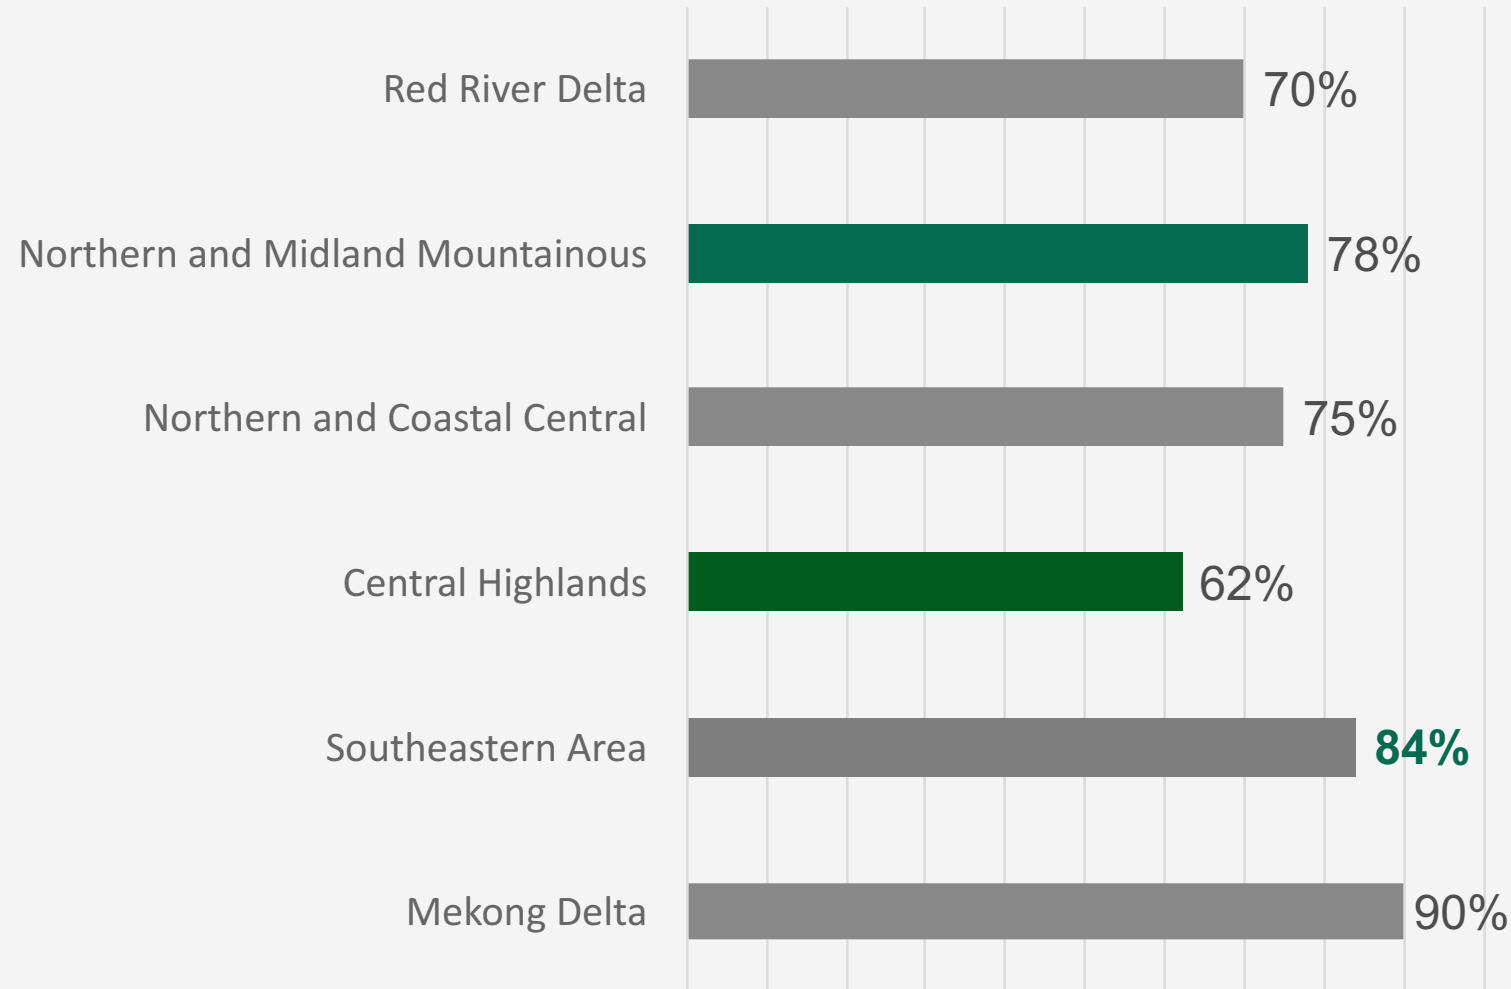 Red River Delta 70%
Northern and Midland Mountainous 78%
Northern and Coastal Central 75%
Central Highlands 62%
Southeastern Area 84%
Mekong Delta 90%